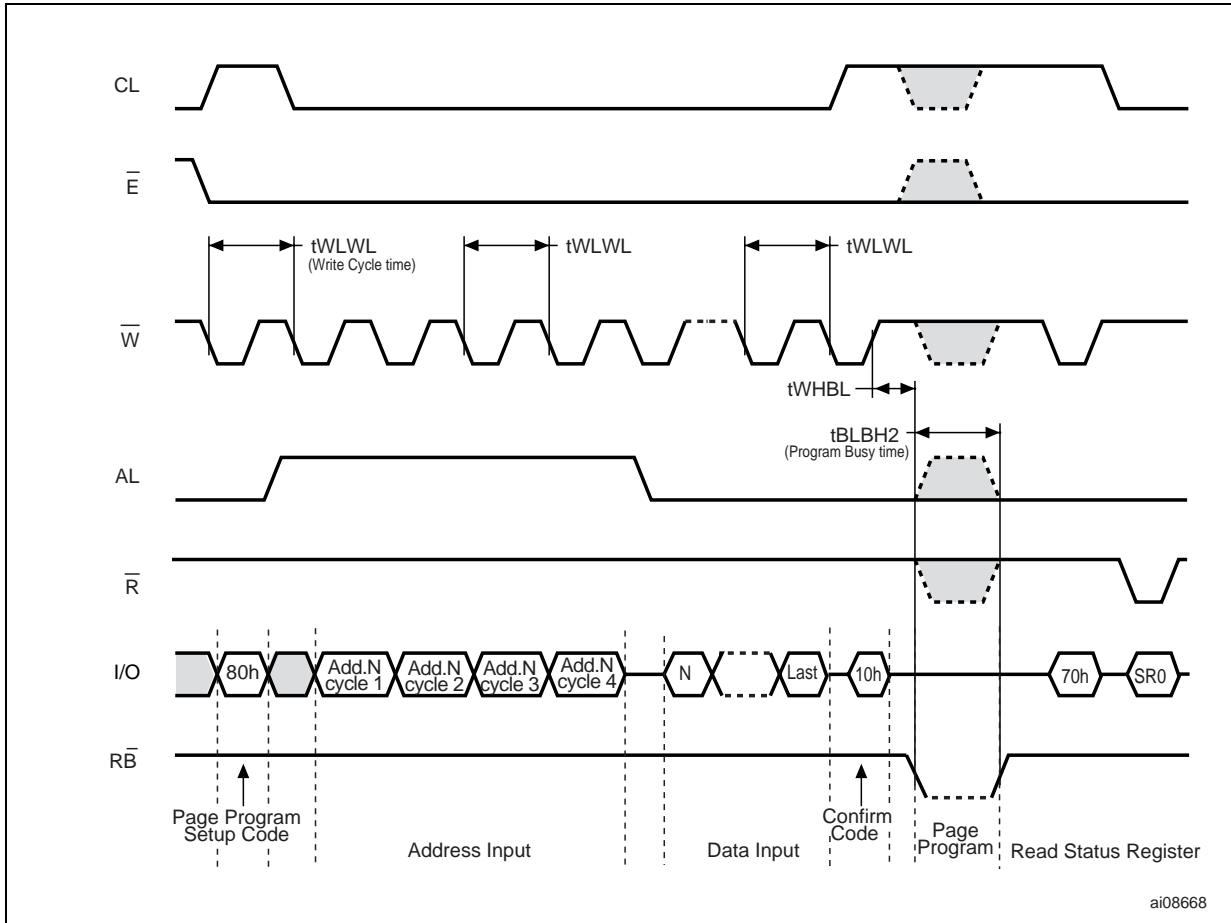 CL
E̅
tWLWL
(Write Cycle time)
tWLWL
tWLWL
W̅
tWHBL
tBLBH2
(Program Busy time)
AL
R̅
I/O
80h
Add.N
cycle 1
Add.N
cycle 2
Add.N
cycle 3
Add.N
cycle 4
N
Last
10h
70h
SR0
RB̅
Page Program
Setup Code
Address Input
Data Input
Confirm
Code
Page
Program
Read Status Register
ai08668